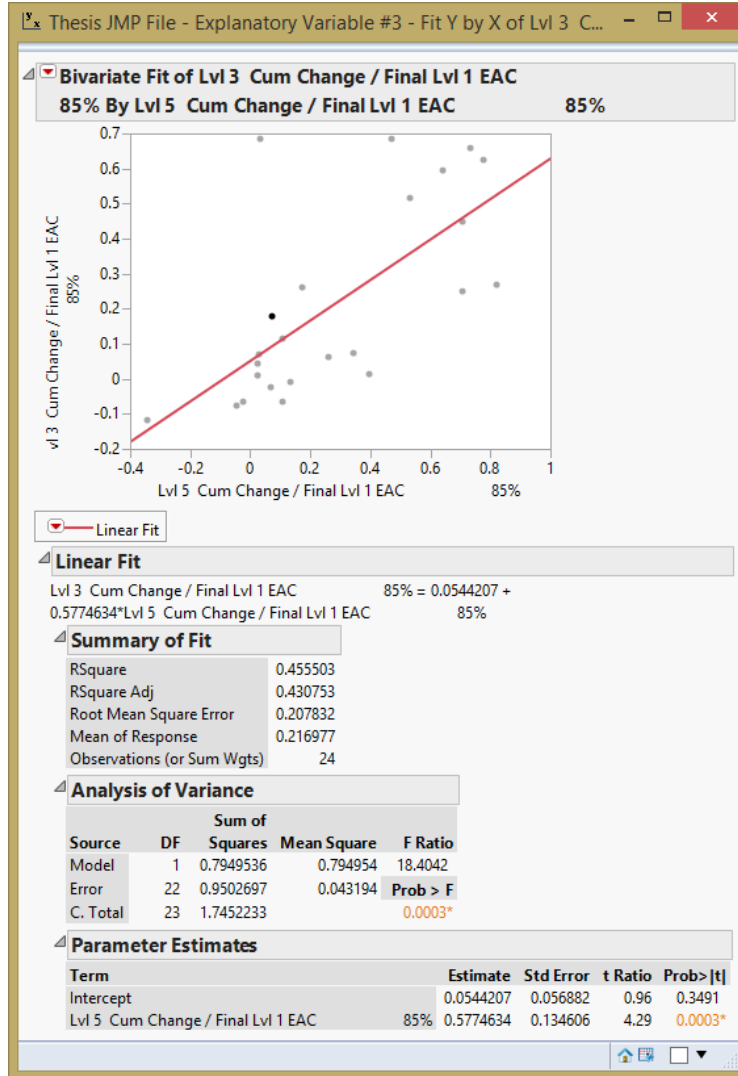 Thesis JMP File - Explanatory Variable #3 - Fit Y by X of Lvl 3 C...
Bivariate Fit of Lvl 3 Cum Change / Final Lvl 1 EAC
85% By Lvl 5 Cum Change / Final Lvl 1 EAC 85%
0.7
0.6
0.5
0.4
0.3
0.2
0.1
0
-0.1
-0.2
vl 3 Cum Change / Final Lvl 1 EAC
85%
-0.4 -0.2 0 0.2 0.4 0.6 0.8 1
Lvl 5 Cum Change / Final Lvl 1 EAC 85%
Linear Fit
Linear Fit
Lvl 3 Cum Change / Final Lvl 1 EAC 85% = 0.0544207 +
0.5774634*Lvl 5 Cum Change / Final Lvl 1 EAC 85%
Summary of Fit
RSquare 0.455503
RSquare Adj 0.430753
Root Mean Square Error 0.207832
Mean of Response 0.216977
Observations (or Sum Wgts) 24
Analysis of Variance
Sum of
Source DF Squares Mean Square F Ratio
Model 1 0.7949536 0.794954 18.4042
Error 22 0.9502697 0.043194 Prob > F
C. Total 23 1.7452233 0.0003*
Parameter Estimates
Term Estimate Std Error t Ratio Prob>|t|
Intercept 0.0544207 0.056882 0.96 0.3491
Lvl 5 Cum Change / Final Lvl 1 EAC 85% 0.5774634 0.134606 4.29 0.0003*